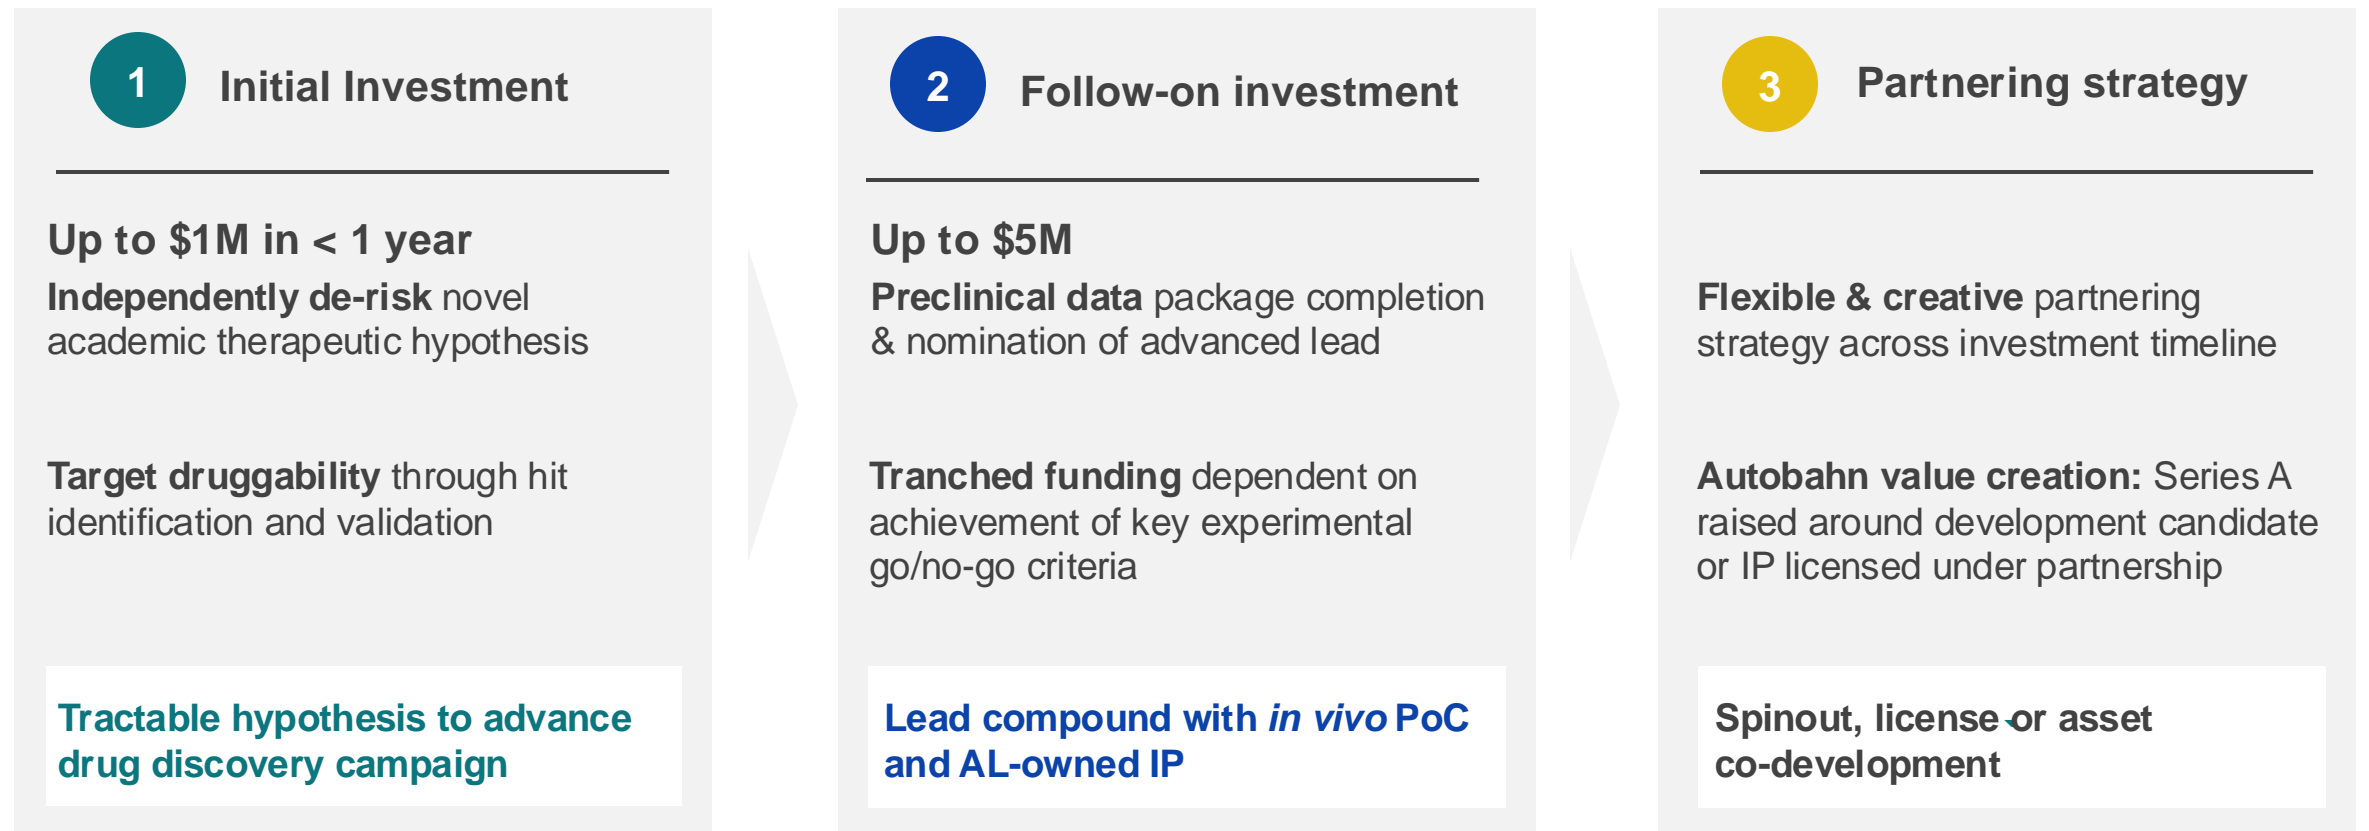 1
Initial Investment
Up to $1M in < 1 year
Independently de-risk novel
academic therapeutic hypothesis
Target druggability through hit
identification and validation
Tractable hypothesis to advance
drug discovery campaign
2
Follow-on investment
Up to $5M
Preclinical data package completion
& nomination of advanced lead
Tranched funding dependent on
achievement of key experimental
go/no-go criteria
Lead compound with in vivo PoC
and AL-owned IP
3
Partnering strategy
Flexible & creative partnering
strategy across investment timeline
Autobahn value creation: Series A
raised around development candidate
or IP licensed under partnership
Spinout, license or asset
co-development